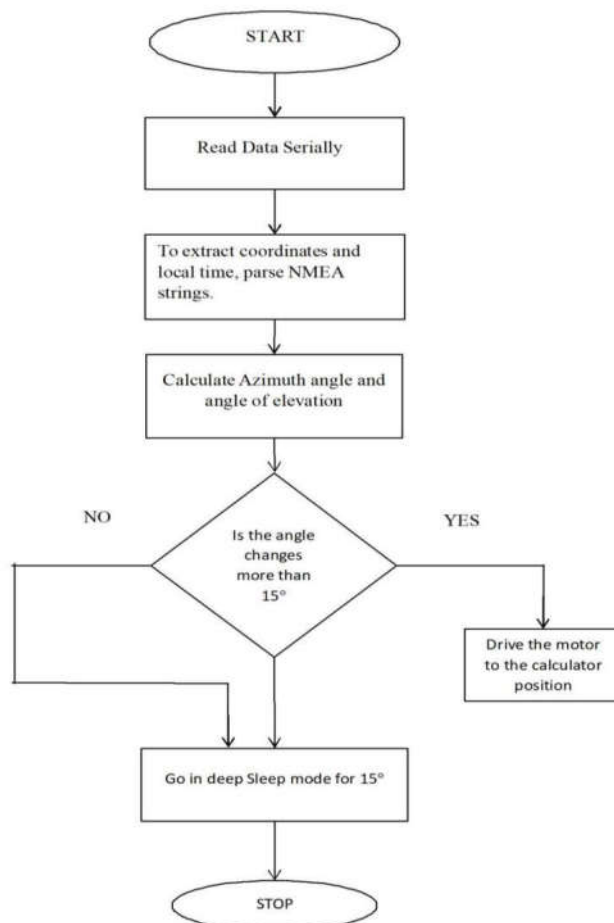 START
Read Data Serially
To extract coordinates and
local time, parse NMEA
strings.
Calculate Azimuth angle and
angle of elevation
NO
YES
Is the angle
changes
more than
15°
Drive the motor
to the calculator
position
Go in deep Sleep mode for 15°
STOP